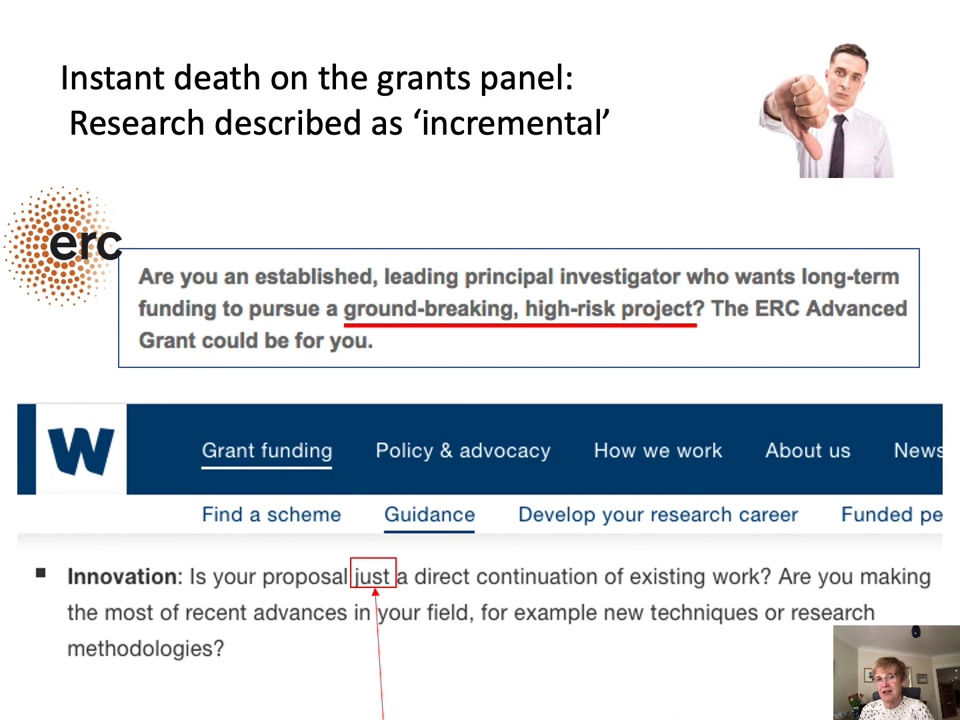 Instant death on the grants panel:
Research described as ‘incremental’
erc
Are you an established, leading principal investigator who wants long-term
funding to pursue a ground-breaking, high-risk project? The ERC Advanced
Grant could be for you.
W
Grant funding Policy & advocacy How we work About us News
Find a scheme Guidance Develop your research career Funded pe
▪ Innovation: Is your proposal just a direct continuation of existing work? Are you making
the most of recent advances in your field, for example new techniques or research
methodologies?